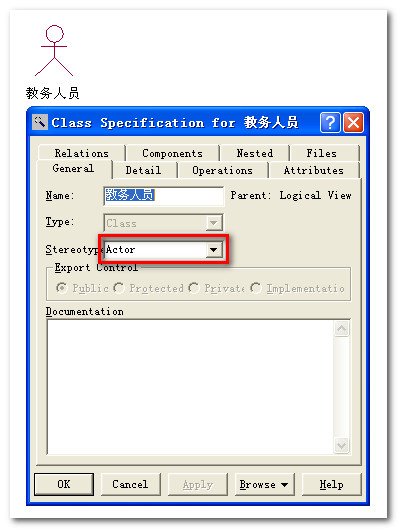 教务人员
Class Specification for 教务人员
Relations Components Nested Files
General Detail Operations Attributes
Name: 教务人员 Parent: Logical View
Type: Class
Stereotype Actor
Export Control
Public Protected Private Implementatio
Documentation
OK Cancel Apply Browse Help